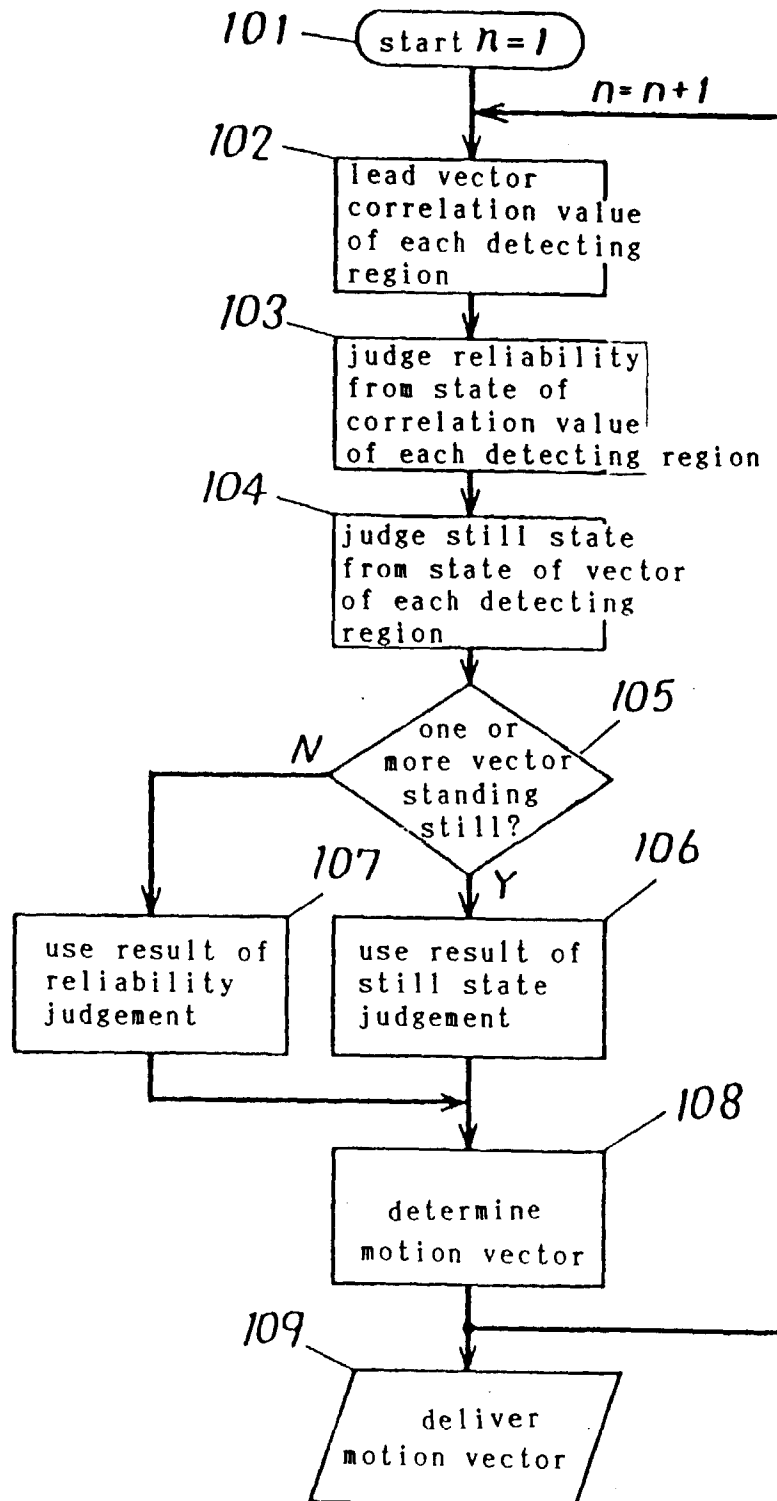 101
start n=1
n=n+1
102
lead vector
correlation value
of each detecting
region
103
judge reliability
from state of
correlation value
of each detecting region
104
judge still state
from state of vector
of each detecting
region
105
one or
more vector
standing
still?
N
Y
107
use result of
reliability
judgement
106
use result of
still state
judgement
108
determine
motion vector
109
deliver
motion vector